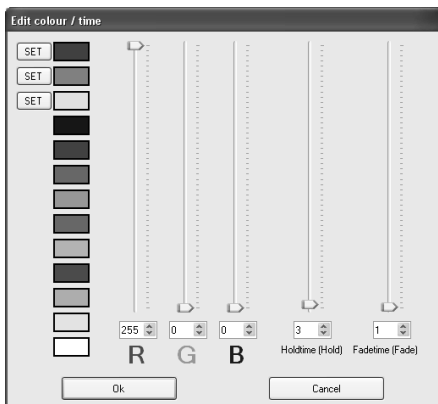 Edit colour / time
SET
SET
SET
255 0 0 3 1
R G B Holdtime (Hold) Fadetime (Fade)
Ok Cancel